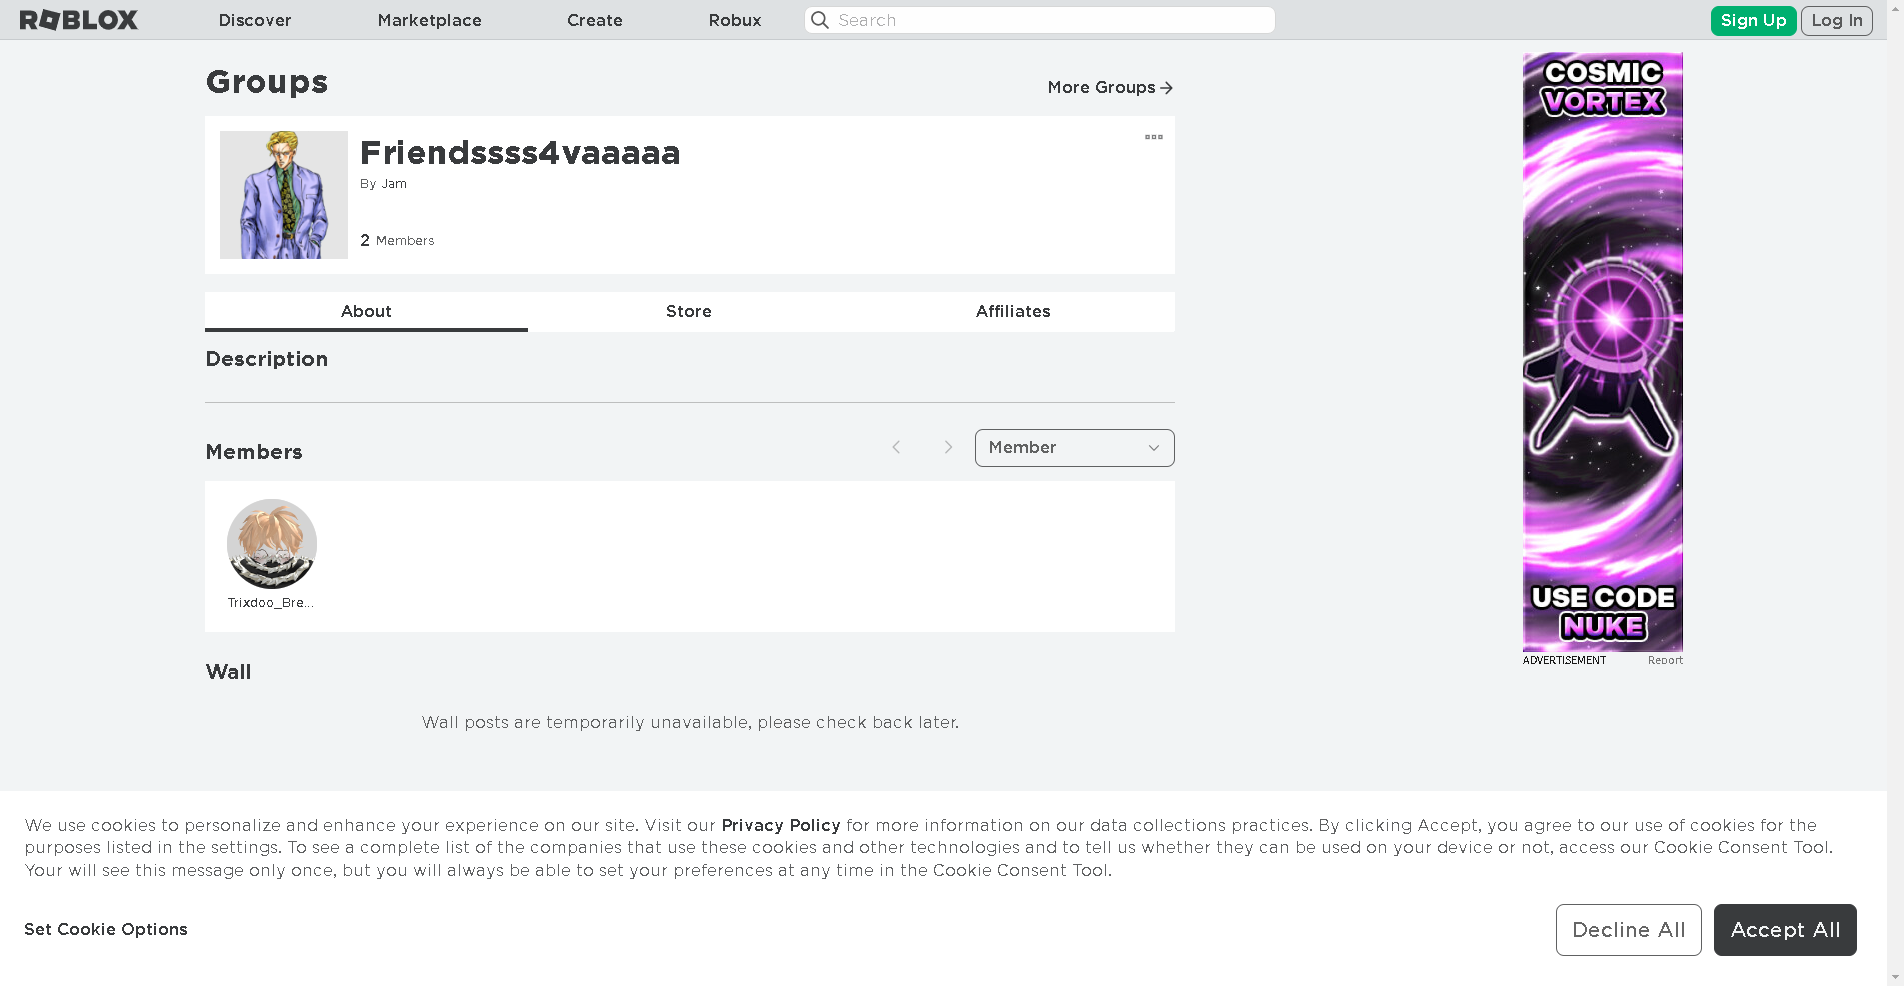 ROBLOX
Discover
Marketplace
Create
Robux
Search
Sign Up
Log In
Groups
More Groups
Friendssss4vaaaaa
By Jam
2 Members
About
Store
Affiliates
Description
Members
Member
Trixdoo_Bre...
Wall
Wall posts are temporarily unavailable, please check back later.
COSMIC
VORTEX
USE CODE
NUKE
ADVERTISEMENT
Report
We use cookies to personalize and enhance your experience on our site. Visit our Privacy Policy for more information on our data collections practices. By clicking Accept, you agree to our use of cookies for the
purposes listed in the settings. To see a complete list of the companies that use these cookies and other technologies and to tell us whether they can be used on your device or not, access our Cookie Consent Tool.
Your will see this message only once, but you will always be able to set your preferences at any time in the Cookie Consent Tool.
Set Cookie Options
Decline All
Accept All